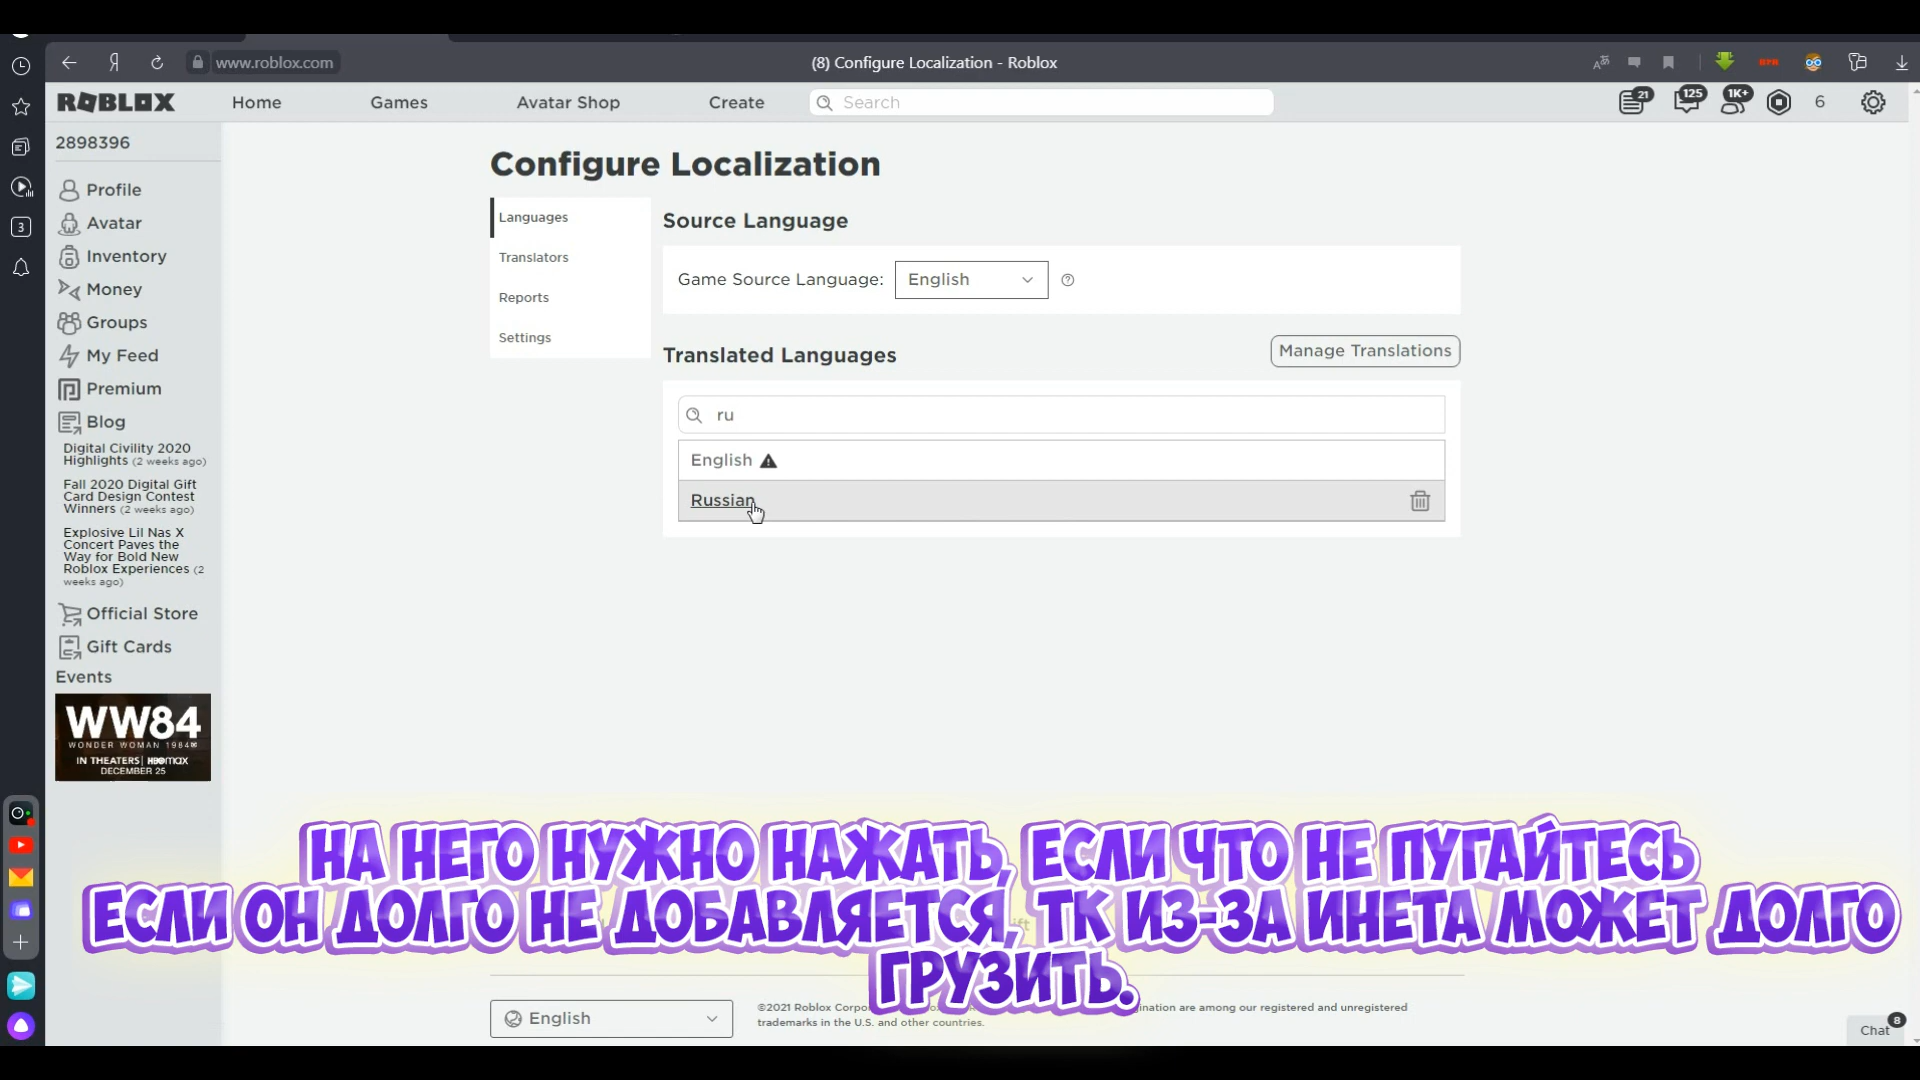 www.roblox.com
(8) Configure Localization - Roblox
ROBLOX
Home
Games
Avatar Shop
Create
Search
21
125
1K+
6
2898396
Profile
Avatar
Inventory
Money
Groups
My Feed
Premium
Blog
Digital Civility 2020
Highlights (2 weeks ago)
Fall 2020 Digital Gift
Card Design Contest
Winners (2 weeks ago)
Explosive Lil Nas X
Concert Paves the
Way for Bold New
Roblox Experiences (2
weeks ago)
Official Store
Gift Cards
Events
WW84
WONDER WOMAN 1984
IN THEATERS | HBO max
DECEMBER 25
3
Configure Localization
Languages
Translators
Reports
Settings
Source Language
Game Source Language:
English
Translated Languages
Manage Translations
ru
English
Russian
НА НЕГО НУЖНО НАЖАТЬ, ЕСЛИ ЧТО НЕ ПУГАЙТЕСЬ
ЕСЛИ ОН ДОЛГО НЕ ДОБАВЛЯЕТСЯ, ТК ИЗ-ЗА ИНЕТА МОЖЕТ ДОЛГО
ГРУЗИТЬ.
English
©2021 Roblox are among our registered and unregistered
trademarks in the U.S. and other countries.
Chat
8